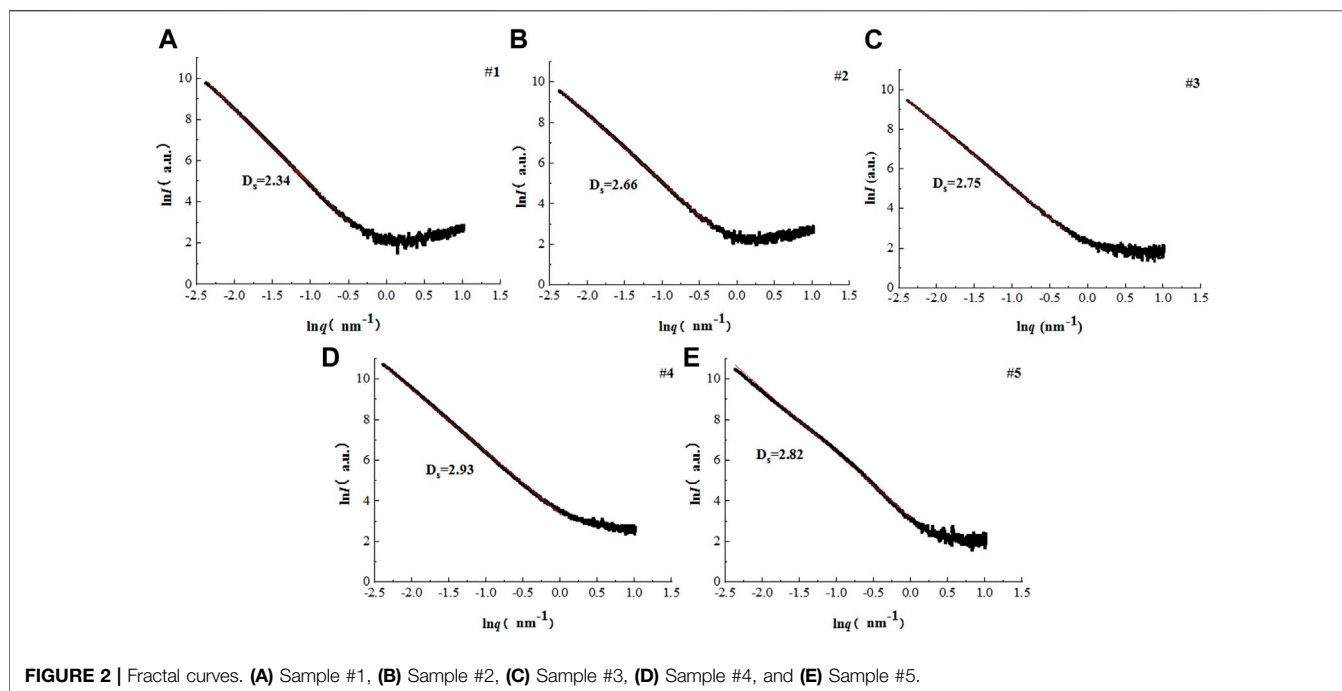 A
#1
10
8
6
4
2
0
lnI ( a.u.)
D_s=2.34
-2.5 -2.0 -1.5 -1.0 -0.5 0.0 0.5 1.0 1.5
lnq ( nm⁻¹)
B
#2
10
8
6
4
2
0
lnI ( a.u.)
D_s=2.66
-2.5 -2.0 -1.5 -1.0 -0.5 0.0 0.5 1.0 1.5
lnq ( nm⁻¹)
C
#3
10
8
6
4
2
0
lnI (a.u.)
D_s=2.75
-2.5 -2.0 -1.5 -1.0 -0.5 0.0 0.5 1.0 1.5
lnq (nm⁻¹)
D
#4
10
8
6
4
2
0
lnI ( a.u.)
D_s=2.93
-2.5 -2.0 -1.5 -1.0 -0.5 0.0 0.5 1.0 1.5
lnq ( nm⁻¹)
E
#5
10
8
6
4
2
0
lnI ( a.u.)
D_s=2.82
-2.5 -2.0 -1.5 -1.0 -0.5 0.0 0.5 1.0 1.5
lnq ( nm⁻¹)
FIGURE 2 | Fractal curves. (A) Sample #1, (B) Sample #2, (C) Sample #3, (D) Sample #4, and (E) Sample #5.